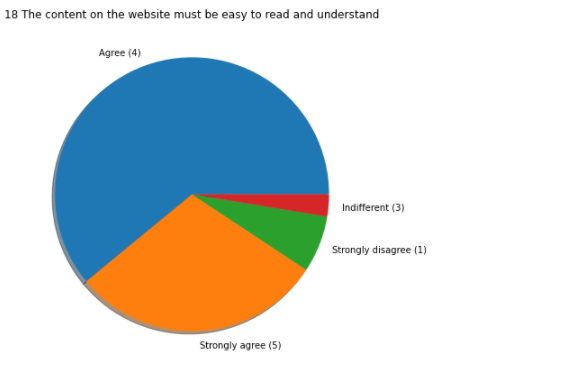 18 The content on the website must be easy to read and understand
Agree (4)
Indifferent (3)
Strongly disagree (1)
Strongly agree (5)